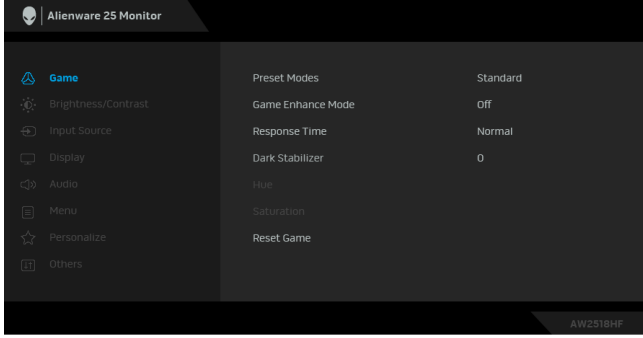 Alienware 25 Monitor
Game
Preset Modes Standard
Brightness/Contrast
Game Enhance Mode Off
Input Source
Response Time Normal
Display
Dark Stabilizer 0
Audio
Hue
Menu
Saturation
Personalize
Reset Game
Others
AW2518HF